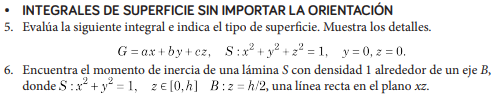 • INTEGRALES DE SUPERFICIE SIN IMPORTAR LA ORIENTACIÓN
5. Evalúa la siguiente integral e indica el tipo de superficie. Muestra los detalles.
G = ax + by + cz, S : x² + y² + z² = 1, y = 0, z = 0.
6. Encuentra el momento de inercia de una lámina S con densidad 1 alrededor de un eje B,
donde S : x² + y² = 1, z ε [0, h] B : z = h/2, una línea recta en el plano xz.